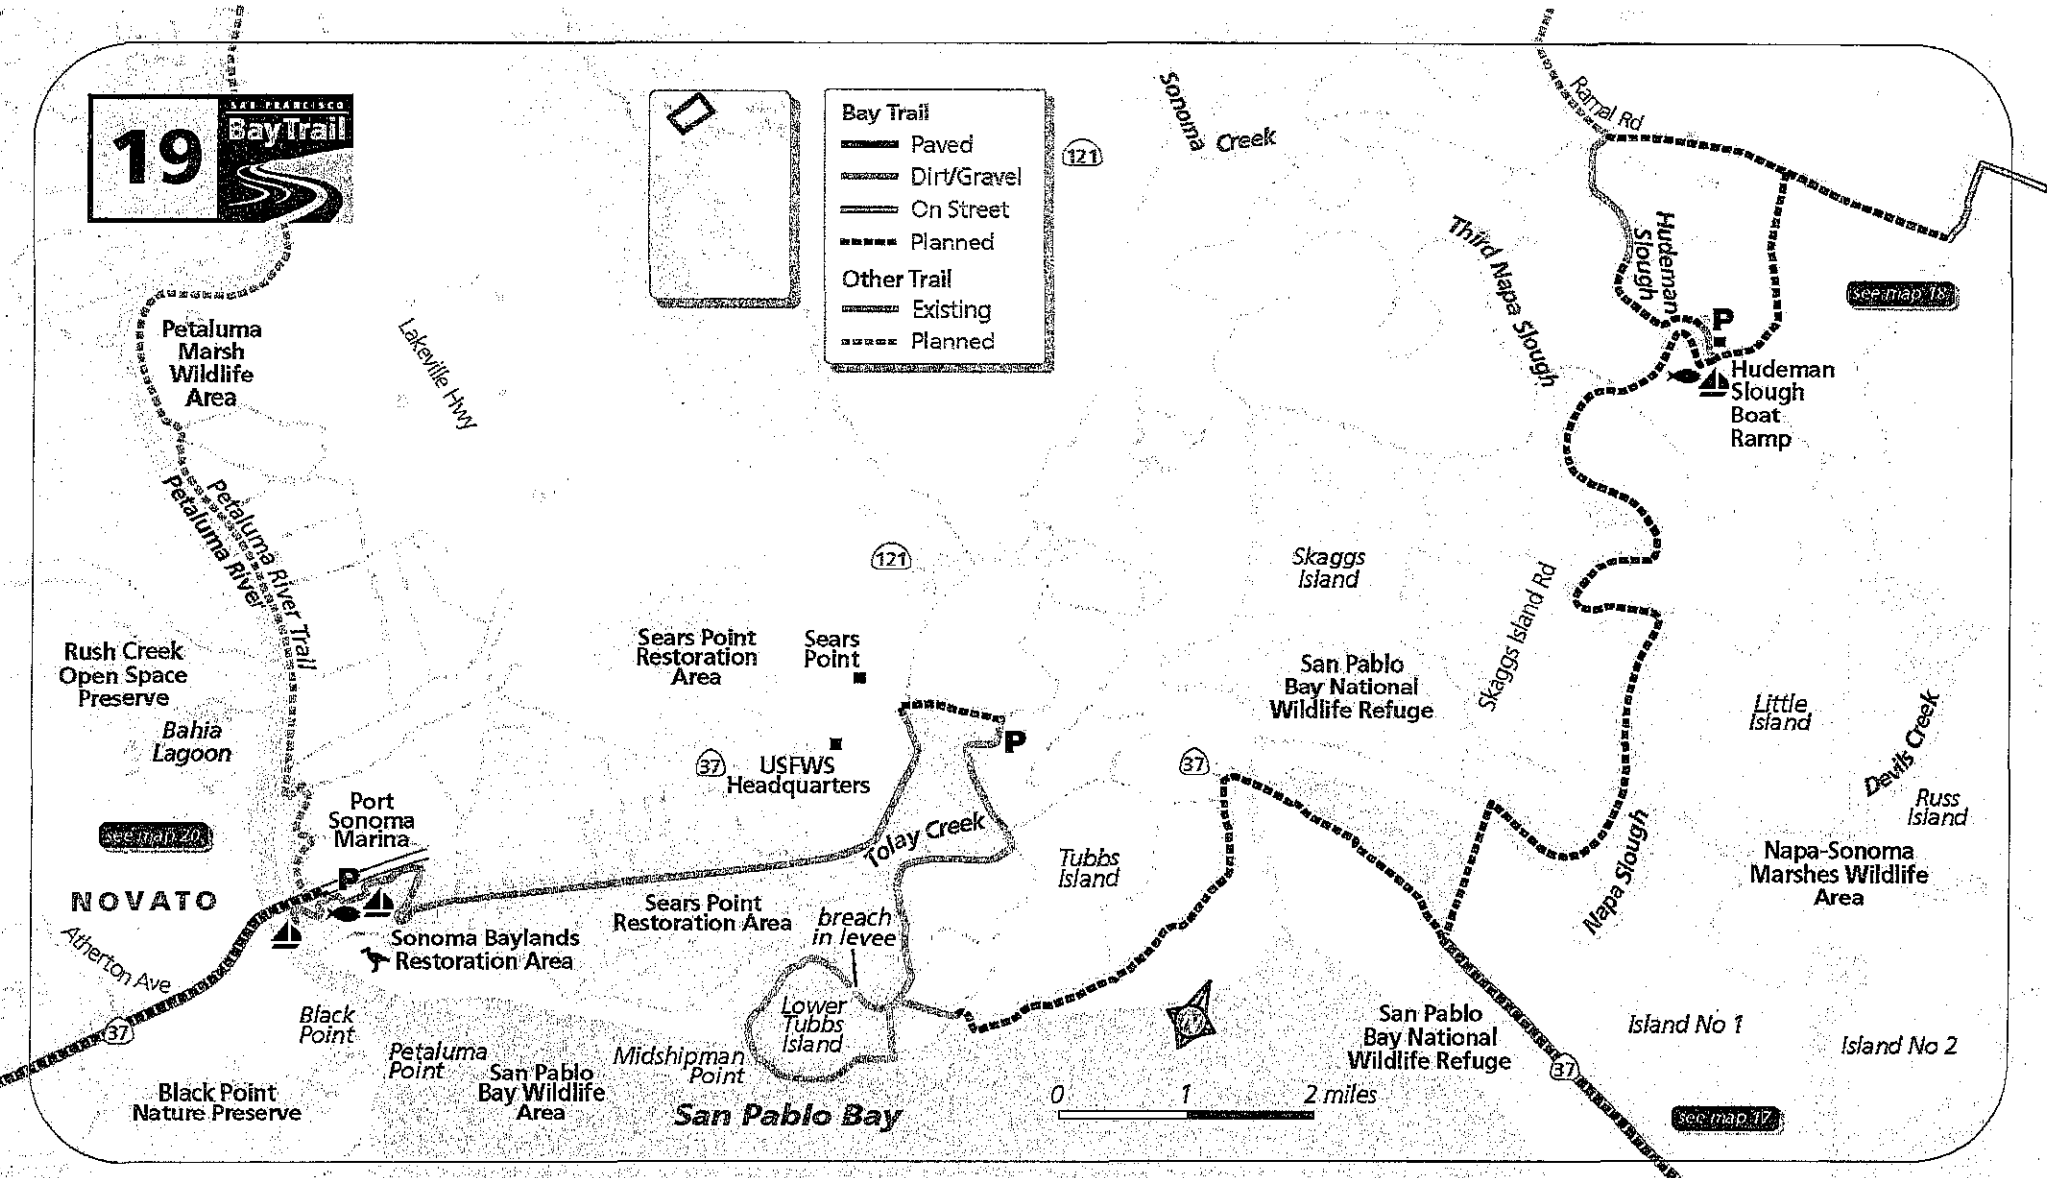 19
SAN FRANCISCO
Bay Trail
Bay Trail
Paved
Dirt/Gravel
On Street
Planned
Other Trail
Existing
Planned
121
Sonoma
Creek
Ramal Rd
Third Napa Slough
Hudeman
Slough
see map 18
P
Hudeman
Slough
Boat
Ramp
Petaluma
Marsh
Wildlife
Area
Lakeville Hwy
Petaluma River Trail
Petaluma River
121
Skaggs
Island
Skaggs Island Rd
Rush Creek
Open Space
Preserve
Bahia
Lagoon
Sears Point
Restoration
Area
Sears
Point
San Pablo
Bay National
Wildlife Refuge
Little
Island
Devils Creek
Russ
Island
37
USFWS
Headquarters
P
37
Port
Sonoma
Marina
see map 20
Tolay Creek
Tubbs
Island
Napa Slough
Napa-Sonoma
Marshes Wildlife
Area
NOVATO
P
Atherton Ave
Sonoma Baylands
Restoration Area
Sears Point
Restoration Area
breach
in levee
Lower
Tubbs
Island
37
Black
Point
Petaluma
Point
Midshipman
Point
San Pablo
Bay Wildlife
Area
Black Point
Nature Preserve
San Pablo Bay
N
0 1 2 miles
San Pablo
Bay National
Wildlife Refuge
Island No 1
Island No 2
37
see map 17